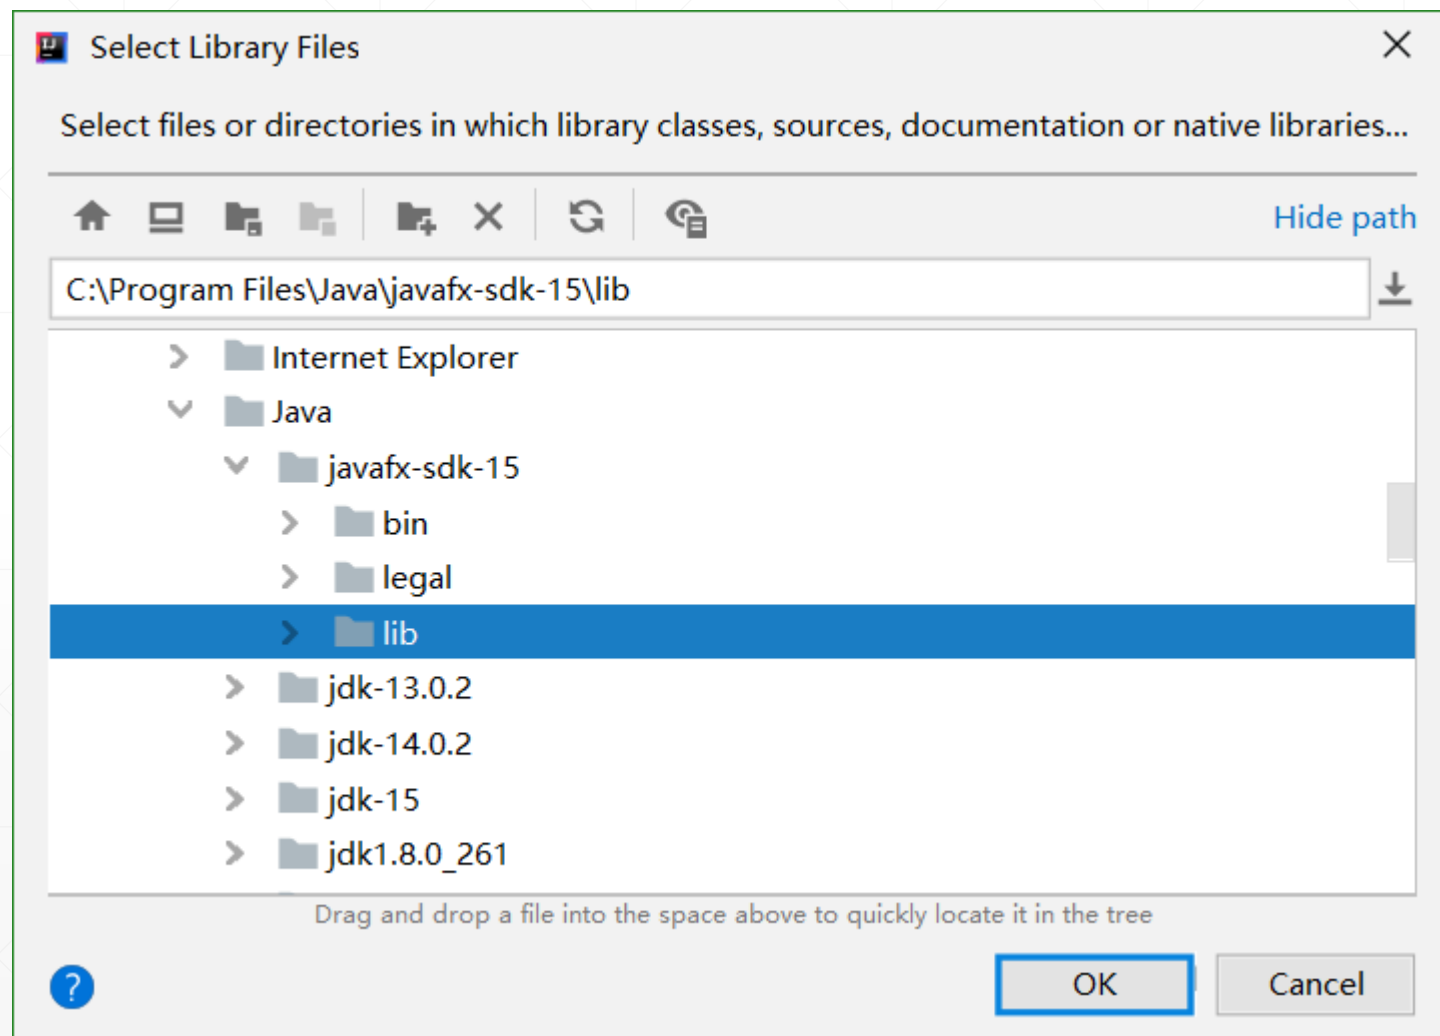 Select Library Files
Select files or directories in which library classes, sources, documentation or native libraries...
Hide path
C:\Program Files\Java\javafx-sdk-15\lib
Internet Explorer
Java
javafx-sdk-15
bin
legal
lib
jdk-13.0.2
jdk-14.0.2
jdk-15
jdk1.8.0_261
Drag and drop a file into the space above to quickly locate it in the tree
?
OK
Cancel